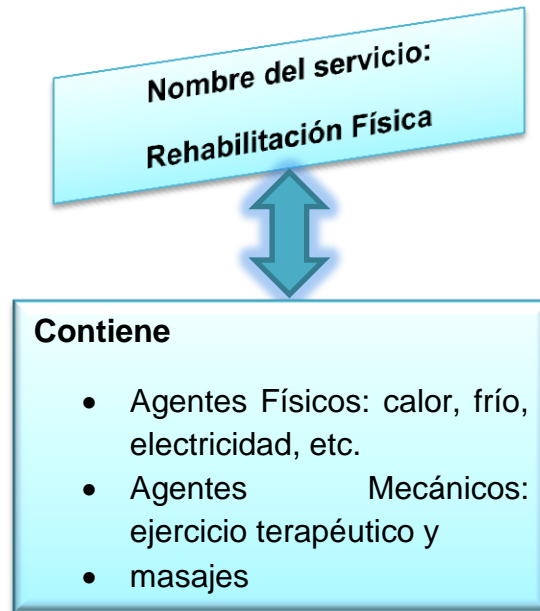 Nombre del servicio:
Rehabilitación Física
Contiene
• Agentes Físicos: calor, frío,
electricidad, etc.
• Agentes Mecánicos:
ejercicio terapéutico y
• masajes